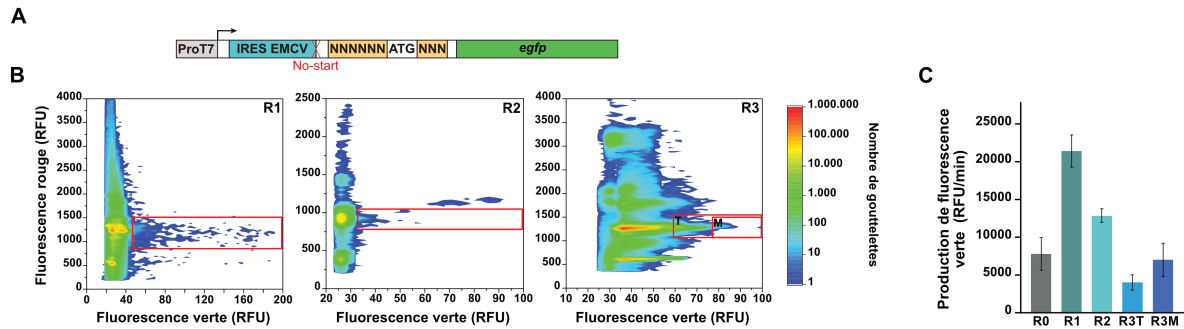 A
ProT7
IRES EMCV
NNNNNN
ATG
NNN
egfp
No-start
B
Fluorescence rouge (RFU)
4000
3500
3000
2500
2000
1500
1000
500
0
R1
0 40 80 120 160 200
Fluorescence verte (RFU)
2500
2000
1500
1000
500
0
R2
20 30 40 50 60 70 80 90 100
Fluorescence verte (RFU)
4000
3500
3000
2500
2000
1500
1000
500
0
R3
T
M
10 20 30 40 50 60 70 80 90 100
Fluorescence verte (RFU)
1.000.000
100.000
10.000
1.000
100
10
1
Nombre de gouttelettes
C
Production de fluorescence
verte (RFU/min)
20000
15000
10000
5000
0
R0 R1 R2 R3T R3M